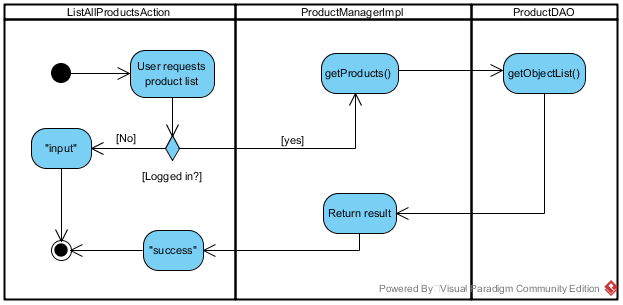 ListAllProductsAction
ProductManagerImpl
ProductDAO
User requests
product list
getProducts()
getObjectList()
[No]
[yes]
"input"
[Logged in?]
Return result
"success"
Powered By Visual Paradigm Community Edition